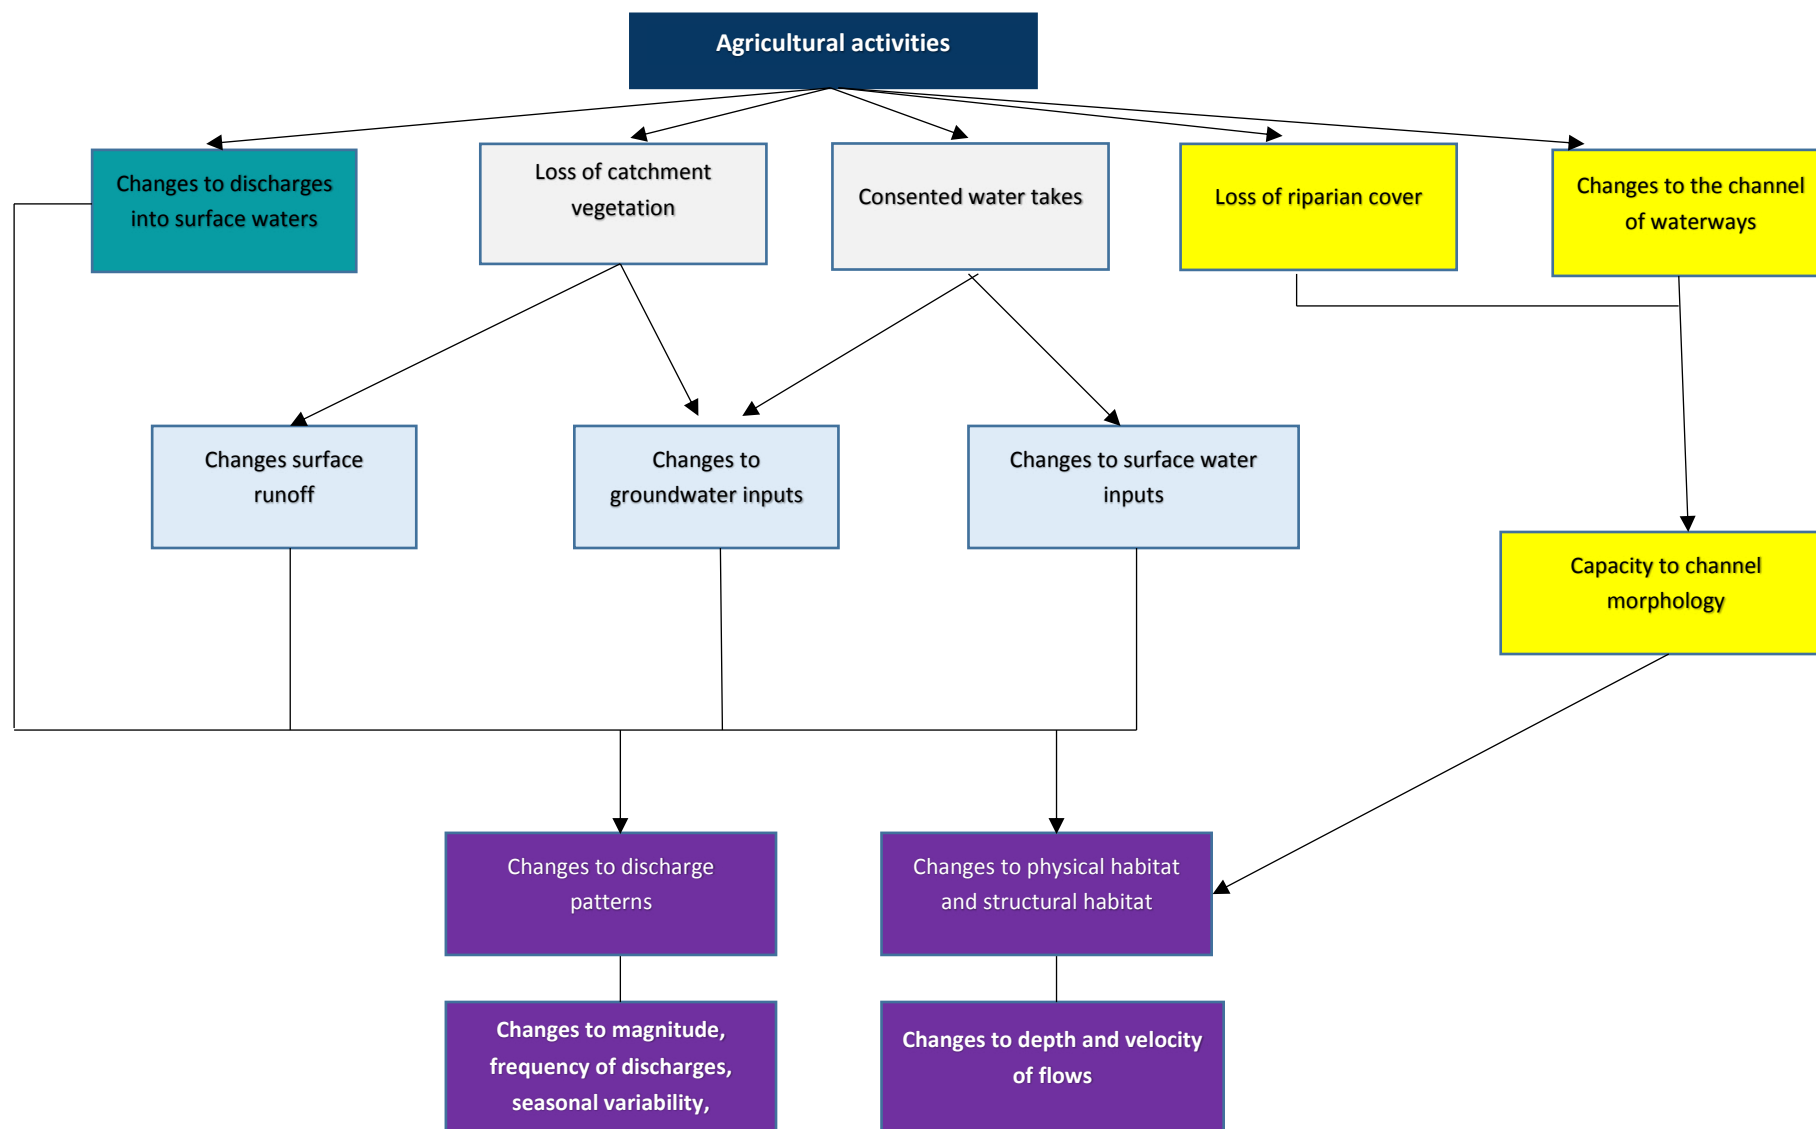 Agricultural activities
Changes to discharges
into surface waters
Loss of catchment
vegetation
Consented water takes
Loss of riparian cover
Changes to the channel
of waterways
Changes surface
runoff
Changes to
groundwater inputs
Changes to surface water
inputs
Capacity to channel
morphology
Changes to discharge
patterns
Changes to physical habitat
and structural habitat
Changes to magnitude,
frequency of discharges,
seasonal variability,
Changes to depth and velocity
of flows